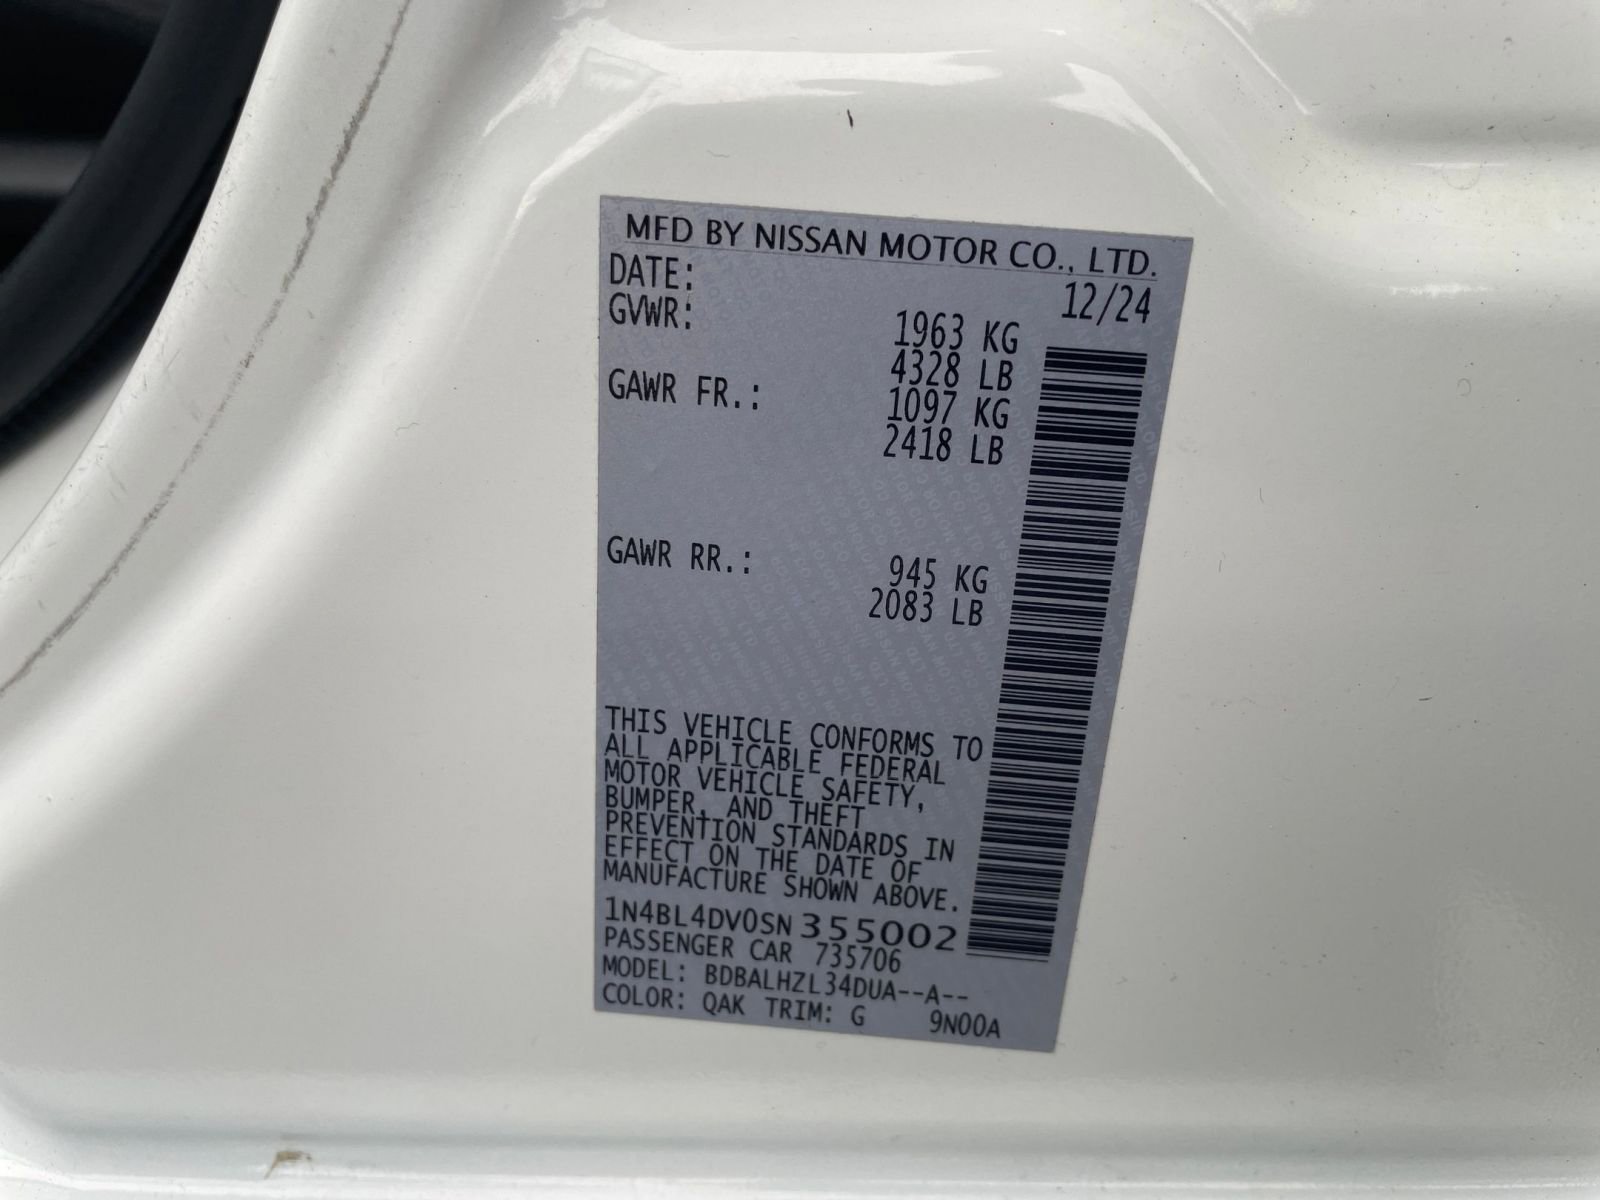 MFD BY NISSAN MOTOR CO., LTD.
DATE: 12/24
GVWR: 1963 KG
4328 LB
GAWR FR.: 1097 KG
2418 LB
GAWR RR.: 945 KG
2083 LB
THIS VEHICLE CONFORMS TO
ALL APPLICABLE FEDERAL
MOTOR VEHICLE SAFETY,
BUMPER, AND THEFT
PREVENTION STANDARDS IN
EFFECT ON THE DATE OF
MANUFACTURE SHOWN ABOVE.
1N4BL4DV0SN355002
PASSENGER CAR 735706
MODEL: BDBALHZL34DUA--A--
COLOR: QAK TRIM: G 9N00A